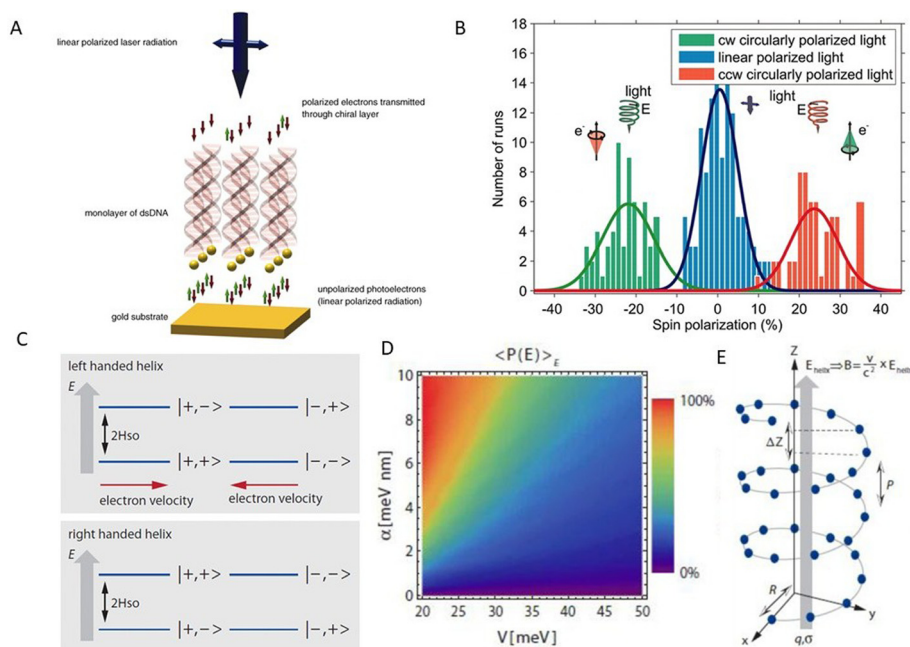 A
linear polarized laser radiation
polarized electrons transmitted
through chiral layer
monolayer of dsDNA
unpolarized photoelectrons
(linear polarized radiation)
gold substrate
B
18
16
14
12
10
8
6
4
2
0
Number of runs
cw circularly polarized light
linear polarized light
ccw circularly polarized light
light
E
e-
light
E
e-
-40 -30 -20 -10 0 10 20 30 40
Spin polarization (%)
C
left handed helix
E
|+,-> |-,+>
2Hso
|+,+> |-,->
electron velocity electron velocity
right handed helix
E
|+,+> |-,->
2Hso
|+,-> |-,+>
D
<P(E)>E
10
8
6
4
2
0
α[meV nm]
20 25 30 35 40 45 50
V[meV]
100%
0%
E
Z
Ehelix⇒B=v/c² x Ehelix
ΔZ
P
R
x
y
q,σ